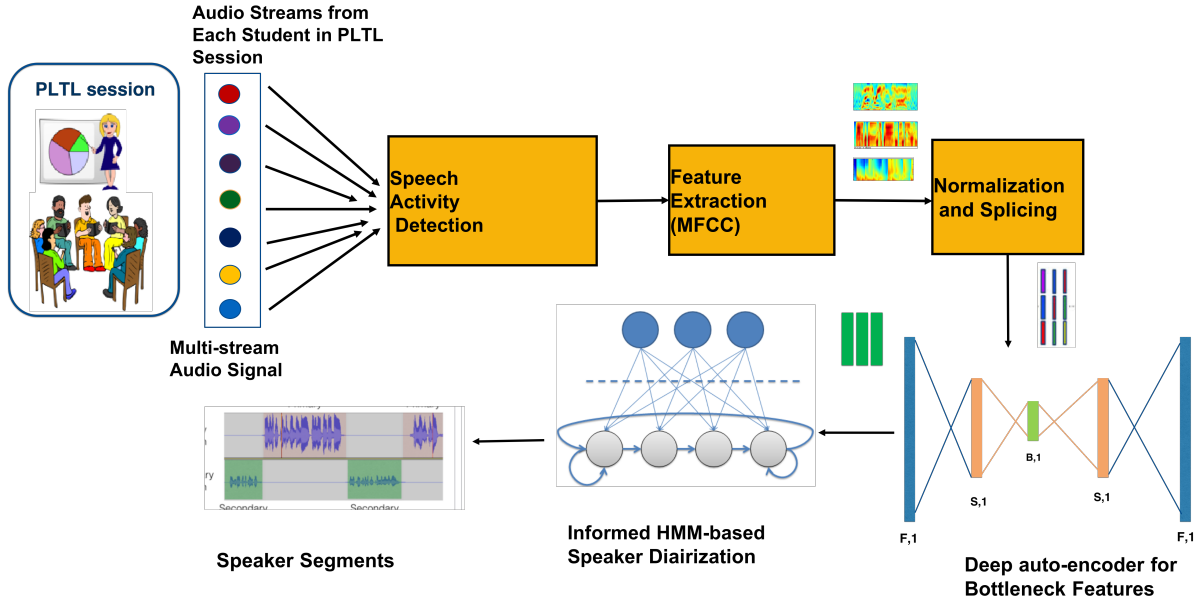 Audio Streams from
Each Student in PLTL
Session
PLTL session
Speech
Activity
Detection
Feature
Extraction
(MFCC)
Normalization
and Splicing
Multi-stream
Audio Signal
B,1
S,1
S,1
F,1
F,1
Secondary
Secondary
Informed HMM-based
Speaker Diairization
Speaker Segments
Deep auto-encoder for
Bottleneck Features